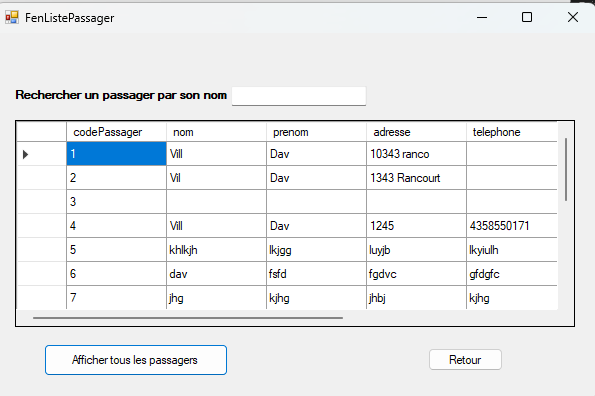 FenListePassager
Rechercher un passager par son nom
codePassager nom prenom adresse telephone
1 Vill Dav 10343 ranco
2 Vil Dav 1343 Rancourt
3
4 Vill Dav 1245 4358550171
5 khlkjh lkjgg luyjb lkyiulh
6 dav fsfd fgdvc gfdgfc
7 jhg kjhg jhbj kjhg
Afficher tous les passagers Retour